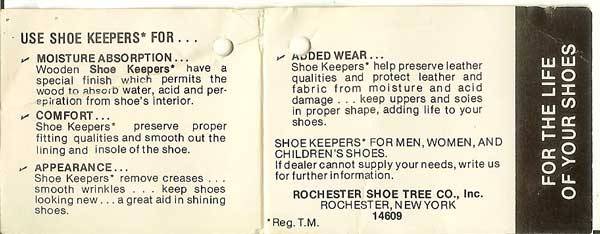 USE SHOE KEEPERS* FOR . . .
✓ MOISTURE ABSORPTION . . .
Wooden Shoe Keepers* have a
special finish which permits the
wood to absorb water, acid and per-
spiration from shoe's interior.
✓ COMFORT . . .
Shoe Keepers* preserve proper
fitting qualities and smooth out the
lining and insole of the shoe.
✓ APPEARANCE . . .
Shoe Keepers* remove creases . . .
smooth wrinkles . . . keep shoes
looking new . . . a great aid in shining
shoes.
✓ ADDED WEAR . . .
Shoe Keepers* help preserve leather
qualities and protect leather and
fabric from moisture and acid
damage . . . keep uppers and soles
in proper shape, adding life to your
shoes.
SHOE KEEPERS* FOR MEN, WOMEN, AND
CHILDREN'S SHOES.
If dealer cannot supply your needs, write us
for further information.
ROCHESTER SHOE TREE CO., Inc.
ROCHESTER, NEW YORK
14609
*Reg. T.M.
FOR THE LIFE
OF YOUR SHOES